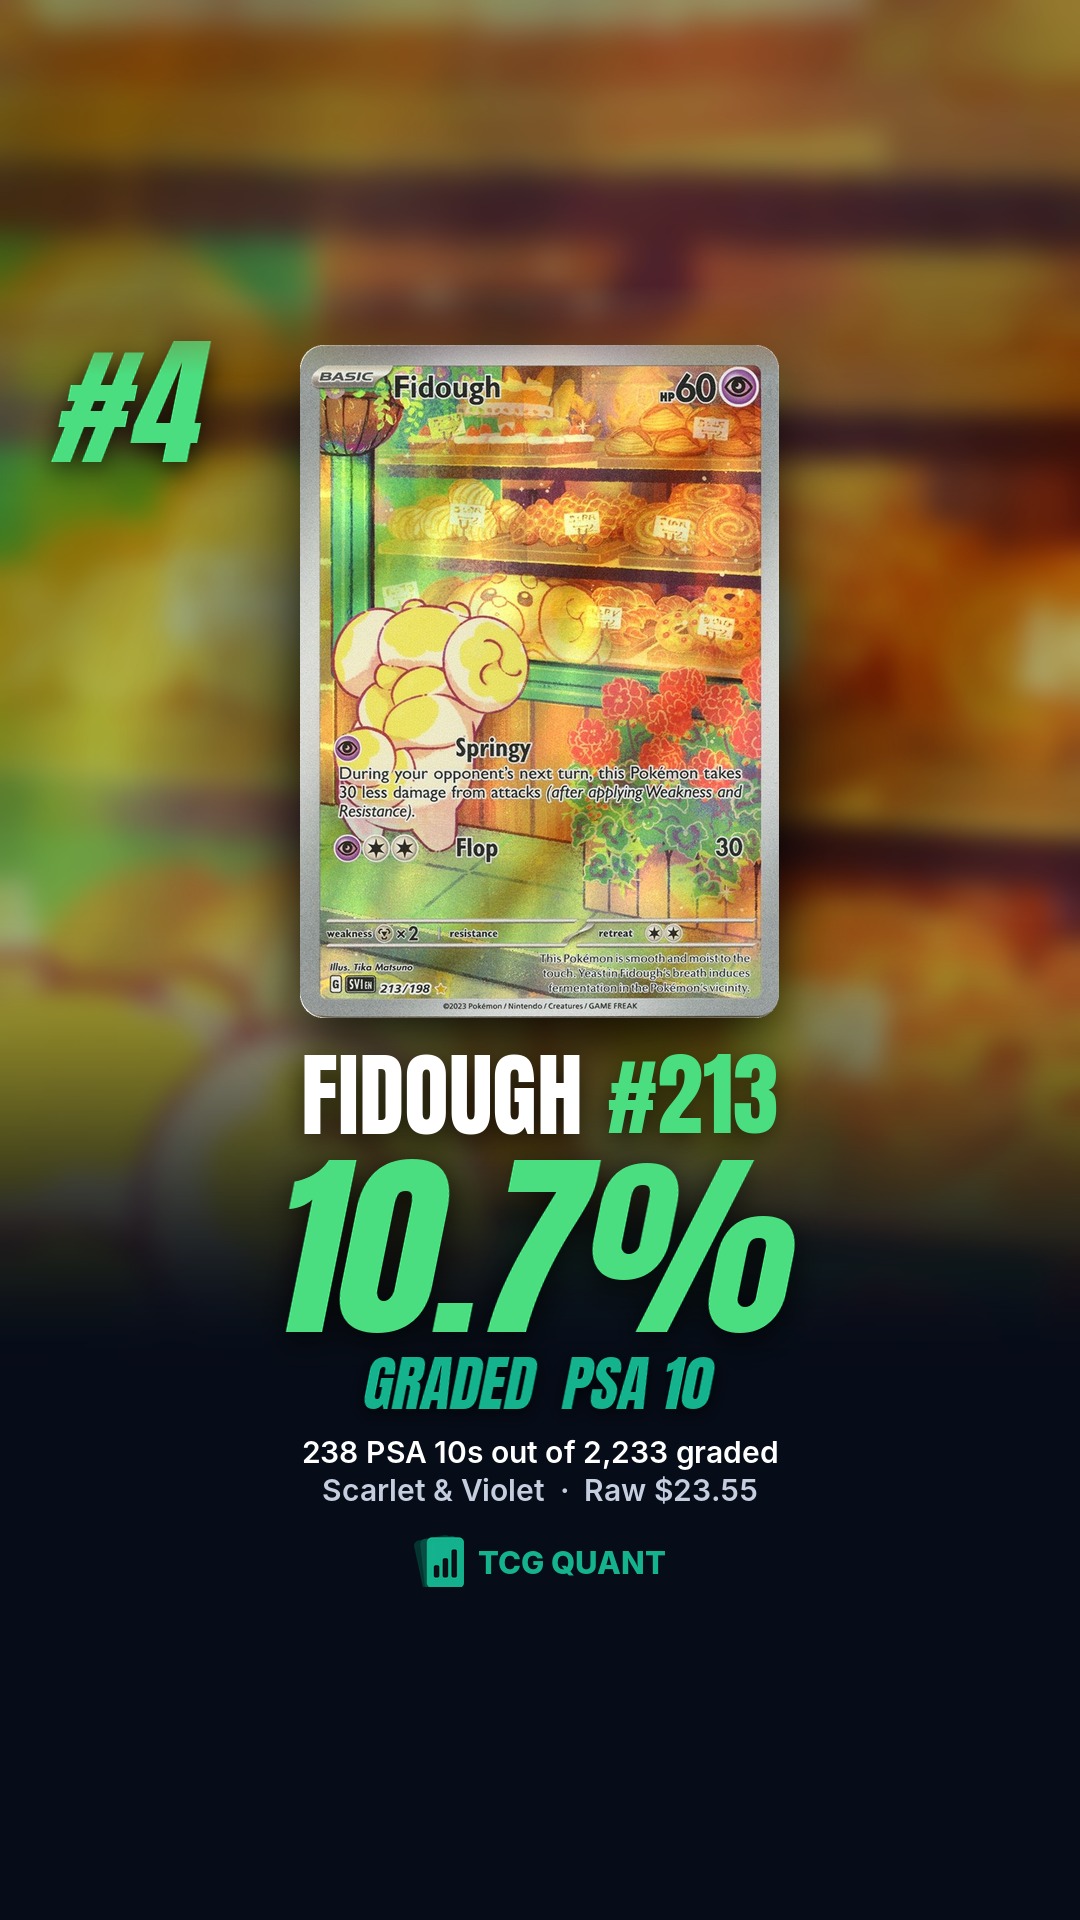 #4
BASIC Fidough HP 60
Springy
During your opponent's next turn, this Pokémon takes
30 less damage from attacks (after applying Weakness and
Resistance).
Flop 30
weakness ×2 resistance retreat
Illus. Tika Matsuno
This Pokémon is smooth and moist to the
touch. Yeast in Fidough's breath induces
fermentation in the Pokémon's vicinity.
G SVI EN 213/198
©2023 Pokémon / Nintendo / Creatures / GAME FREAK
FIDOUGH #213
10.7%
GRADED PSA 10
238 PSA 10s out of 2,233 graded
Scarlet & Violet · Raw $23.55
TCG QUANT